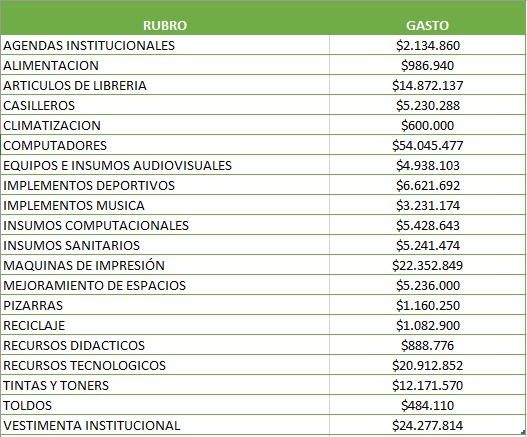 RUBRO GASTO
AGENDAS INSTITUCIONALES $2.134.860
ALIMENTACION $986.940
ARTICULOS DE LIBRERIA $14.872.137
CASILLEROS $5.230.288
CLIMATIZACION $600.000
COMPUTADORES $54.045.477
EQUIPOS E INSUMOS AUDIOVISUALES $4.938.103
IMPLEMENTOS DEPORTIVOS $6.621.692
IMPLEMENTOS MUSICA $3.231.174
INSUMOS COMPUTACIONALES $5.428.643
INSUMOS SANITARIOS $5.241.474
MAQUINAS DE IMPRESIÓN $22.352.849
MEJORAMIENTO DE ESPACIOS $5.236.000
PIZARRAS $1.160.250
RECICLAJE $1.082.900
RECURSOS DIDACTICOS $888.776
RECURSOS TECNOLOGICOS $20.912.852
TINTAS Y TONERS $12.171.570
TOLDOS $484.110
VESTIMENTA INSTITUCIONAL $24.277.814